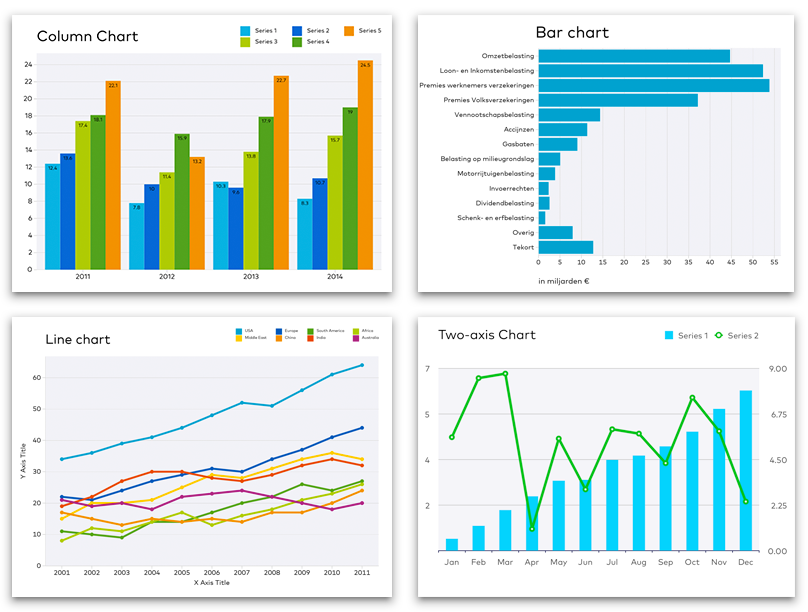 Column Chart
Series 1 Series 2 Series 5
Series 3 Series 4
24
22
20
18
16
14
12
10
8
6
4
2
0
12.4 13.6 17.4 18.1 22.1
7.8 10 11.4 15.9 13.2
10.3 9.6 13.8 17.9 22.7
8.3 10.7 15.7 19 24.5
2011 2012 2013 2014
Bar chart
Omzetbelasting
Loon- en Inkomstenbelasting
Premies werknemers verzekeringen
Premies Volksverzekeringen
Vennootschapsbelasting
Accijnzen
Gasbaten
Belasting op milieugrondslag
Motorrijtuigenbelasting
Invoerrechten
Dividendbelasting
Schenk- en erfbelasting
Overig
Tekort
0 5 10 15 20 25 30 35 40 45 50 55
in miljarden €
Line chart
USA Europe South America Africa
Middle East China India Australia
Y Axis Title
60
50
40
30
20
10
0
2001 2002 2003 2004 2005 2006 2007 2008 2009 2010 2011
X Axis Title
Two-axis Chart
Series 1 Series 2
7 9.00
5 6.75
4 4.50
2 2.25
0.00
Jan Feb Mar Apr May Jun Jul Aug Sep Oct Nov Dec